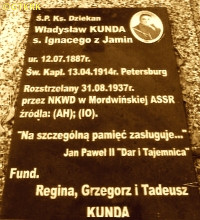 Ś.P. Ks. Dziekan
Władysław KUNDA
s. Ignacego z Jamin
ur. 12.07.1887r.
Św. Kapł. 13.04.1914r. Petersburg
Rozstrzelany 31.08.1937r.
przez NKWD w Mordwińskiej ASSR
źródła: (AH); (IO).
"Na szczególną pamięć zasługuje..."
Jan Paweł II "Dar i Tajemnica"
Fund.
Regina, Grzegorz i Tadeusz
KUNDA